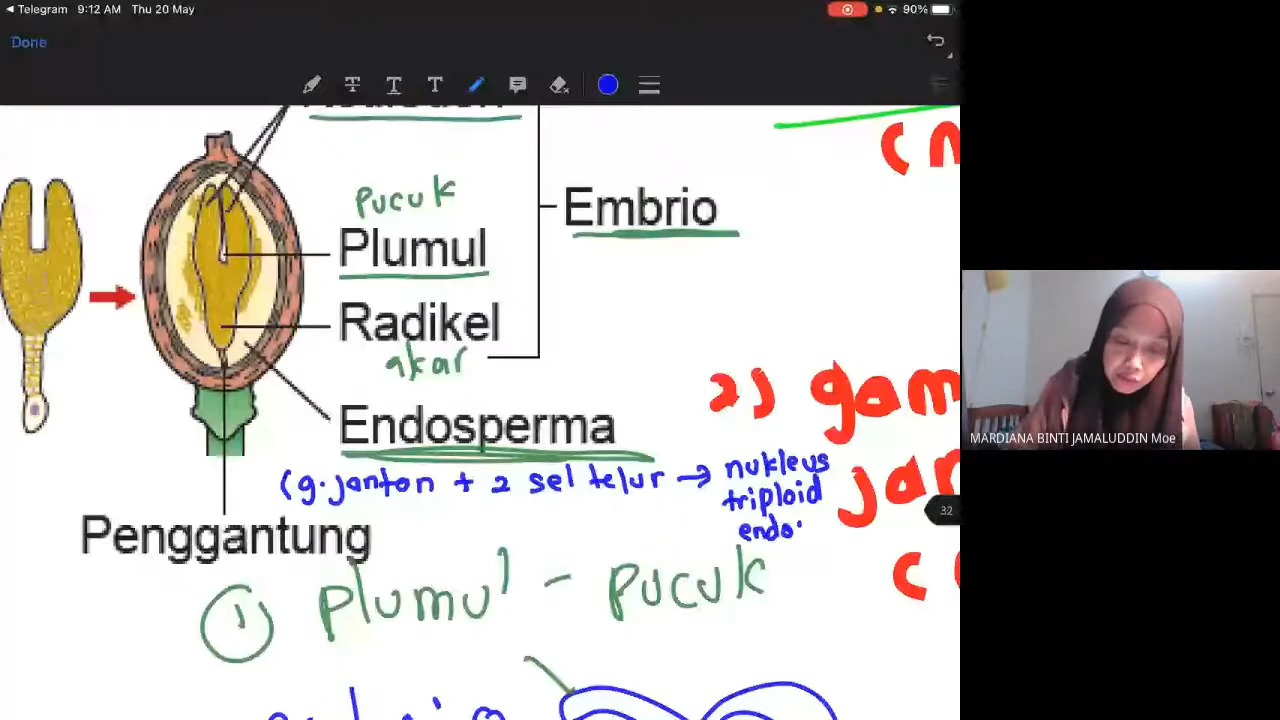 Telegram 9:12 AM Thu 20 May 90%
Done
T T T
(n
pucuk
Embrio
Plumul
Radikel
akar
2) gam
Endosperma
(g.janton + 2 sel telur → nukleus
triploid
endo.
jan
32
Penggantung
MARDIANA BINTI JAMALUDDIN Moe
① plumul - pucuk